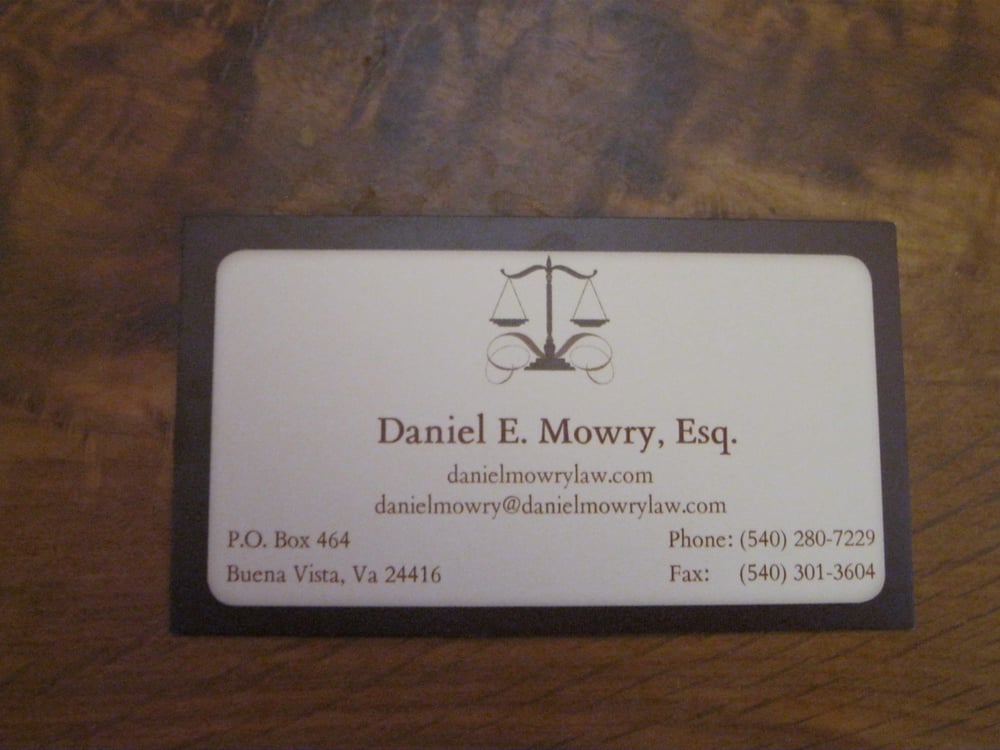 Daniel E. Mowry, Esq.
danielmowrylaw.com
danielmowry@danielmowrylaw.com
P.O. Box 464 Phone: (540) 280-7229
Buena Vista, Va 24416 Fax: (540) 301-3604